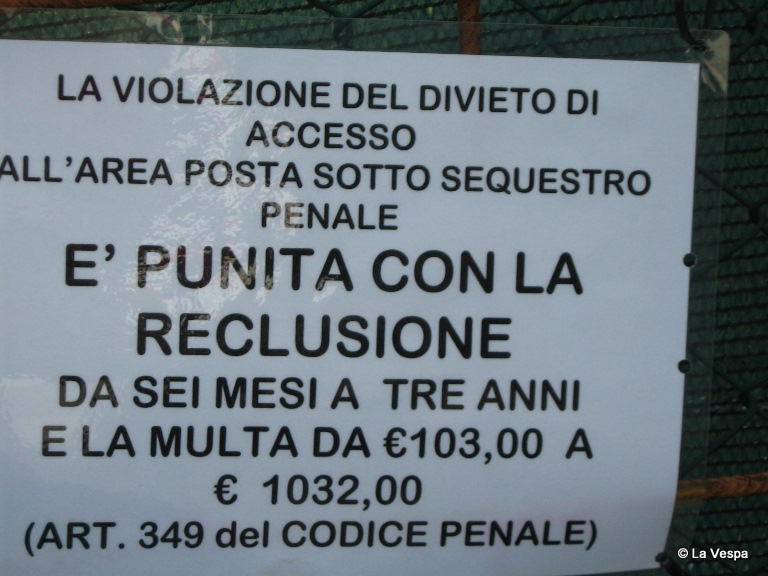 LA VIOLAZIONE DEL DIVIETO DI
ACCESSO
ALL'AREA POSTA SOTTO SEQUESTRO
PENALE
E' PUNITA CON LA
RECLUSIONE
DA SEI MESI A TRE ANNI
E LA MULTA DA €103,00 A
€ 1032,00
(ART. 349 del CODICE PENALE)
© La Vespa